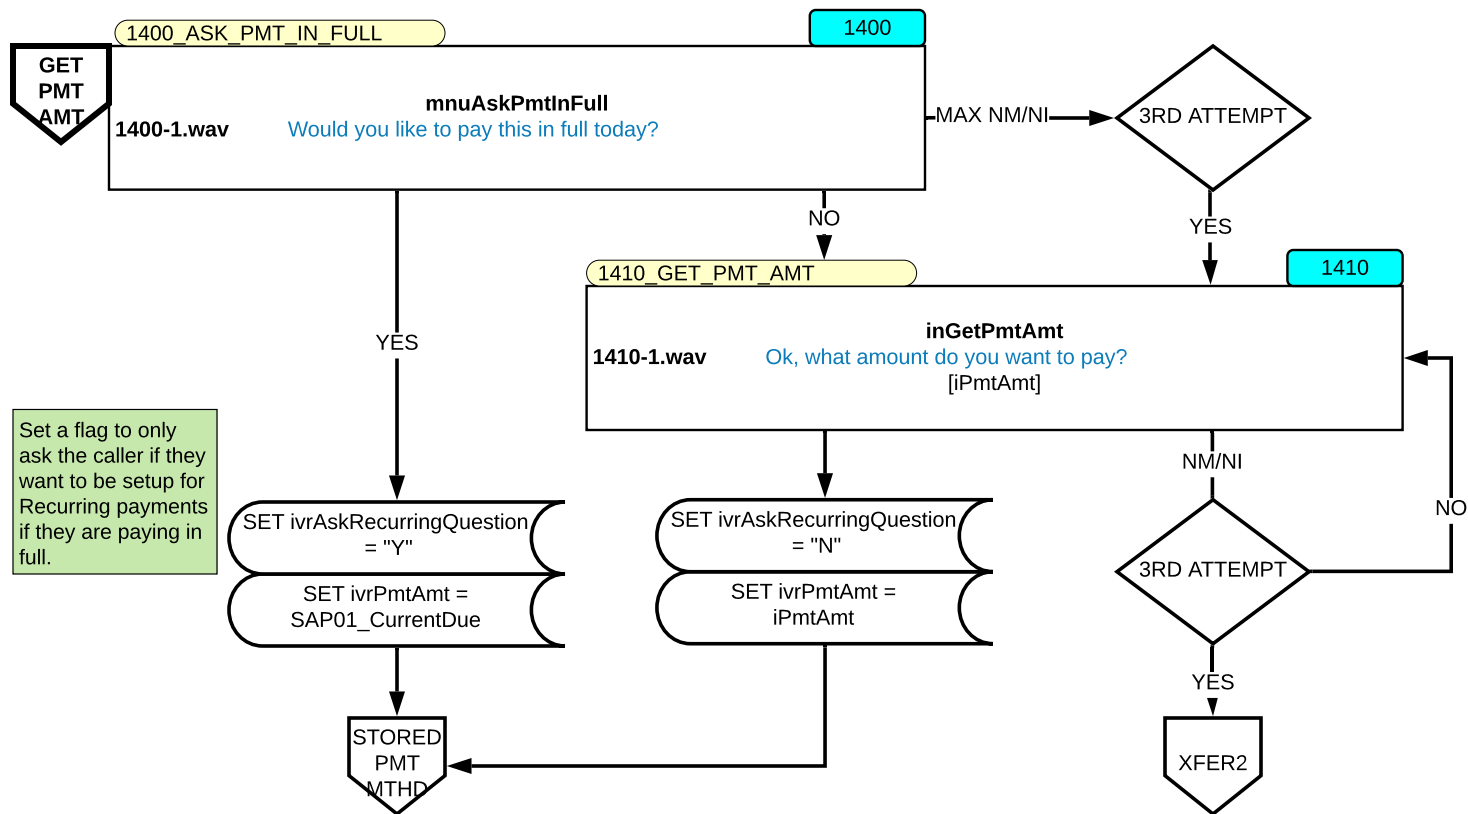 1400_ASK_PMT_IN_FULL
1400
GET
PMT
AMT
mnuAskPmtInFull
1400-1.wav
Would you like to pay this in full today?
MAX NM/NI
3RD ATTEMPT
NO
YES
1410_GET_PMT_AMT
1410
inGetPmtAmt
1410-1.wav
Ok, what amount do you want to pay?
[iPmtAmt]
YES
Set a flag to only
ask the caller if they
want to be setup for
Recurring payments
if they are paying in
full.
NM/NI
NO
SET ivrAskRecurringQuestion
= "Y"
SET ivrPmtAmt =
SAP01_CurrentDue
SET ivrAskRecurringQuestion
= "N"
SET ivrPmtAmt =
iPmtAmt
3RD ATTEMPT
YES
STORED
PMT
MTHD
XFER2